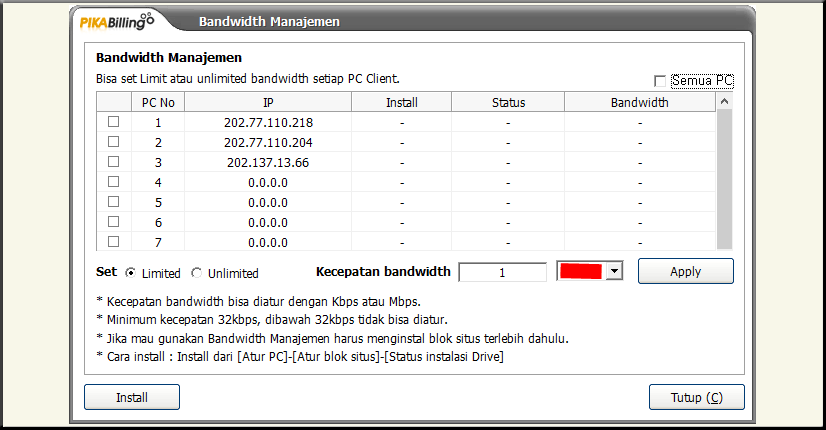 PIKABilling
Bandwidth Manajemen
Bandwidth Manajemen
Bisa set Limit atau unlimited bandwidth setiap PC Client.
Semua PC
PC No IP Install Status Bandwidth
1 202.77.110.218 - - -
2 202.77.110.204 - - -
3 202.137.13.66 - - -
4 0.0.0.0 - - -
5 0.0.0.0 - - -
6 0.0.0.0 - - -
7 0.0.0.0 - - -
Set Limited Unlimited Kecepatan bandwidth 1 Apply
* Kecepatan bandwidth bisa diatur dengan Kbps atau Mbps.
* Minimum kecepatan 32kbps, dibawah 32kbps tidak bisa diatur.
* Jika mau gunakan Bandwidth Manajemen harus menginstal blok situs terlebih dahulu.
* Cara install : Install dari [Atur PC]-[Atur blok situs]-[Status instalasi Drive]
Install Tutup (C)